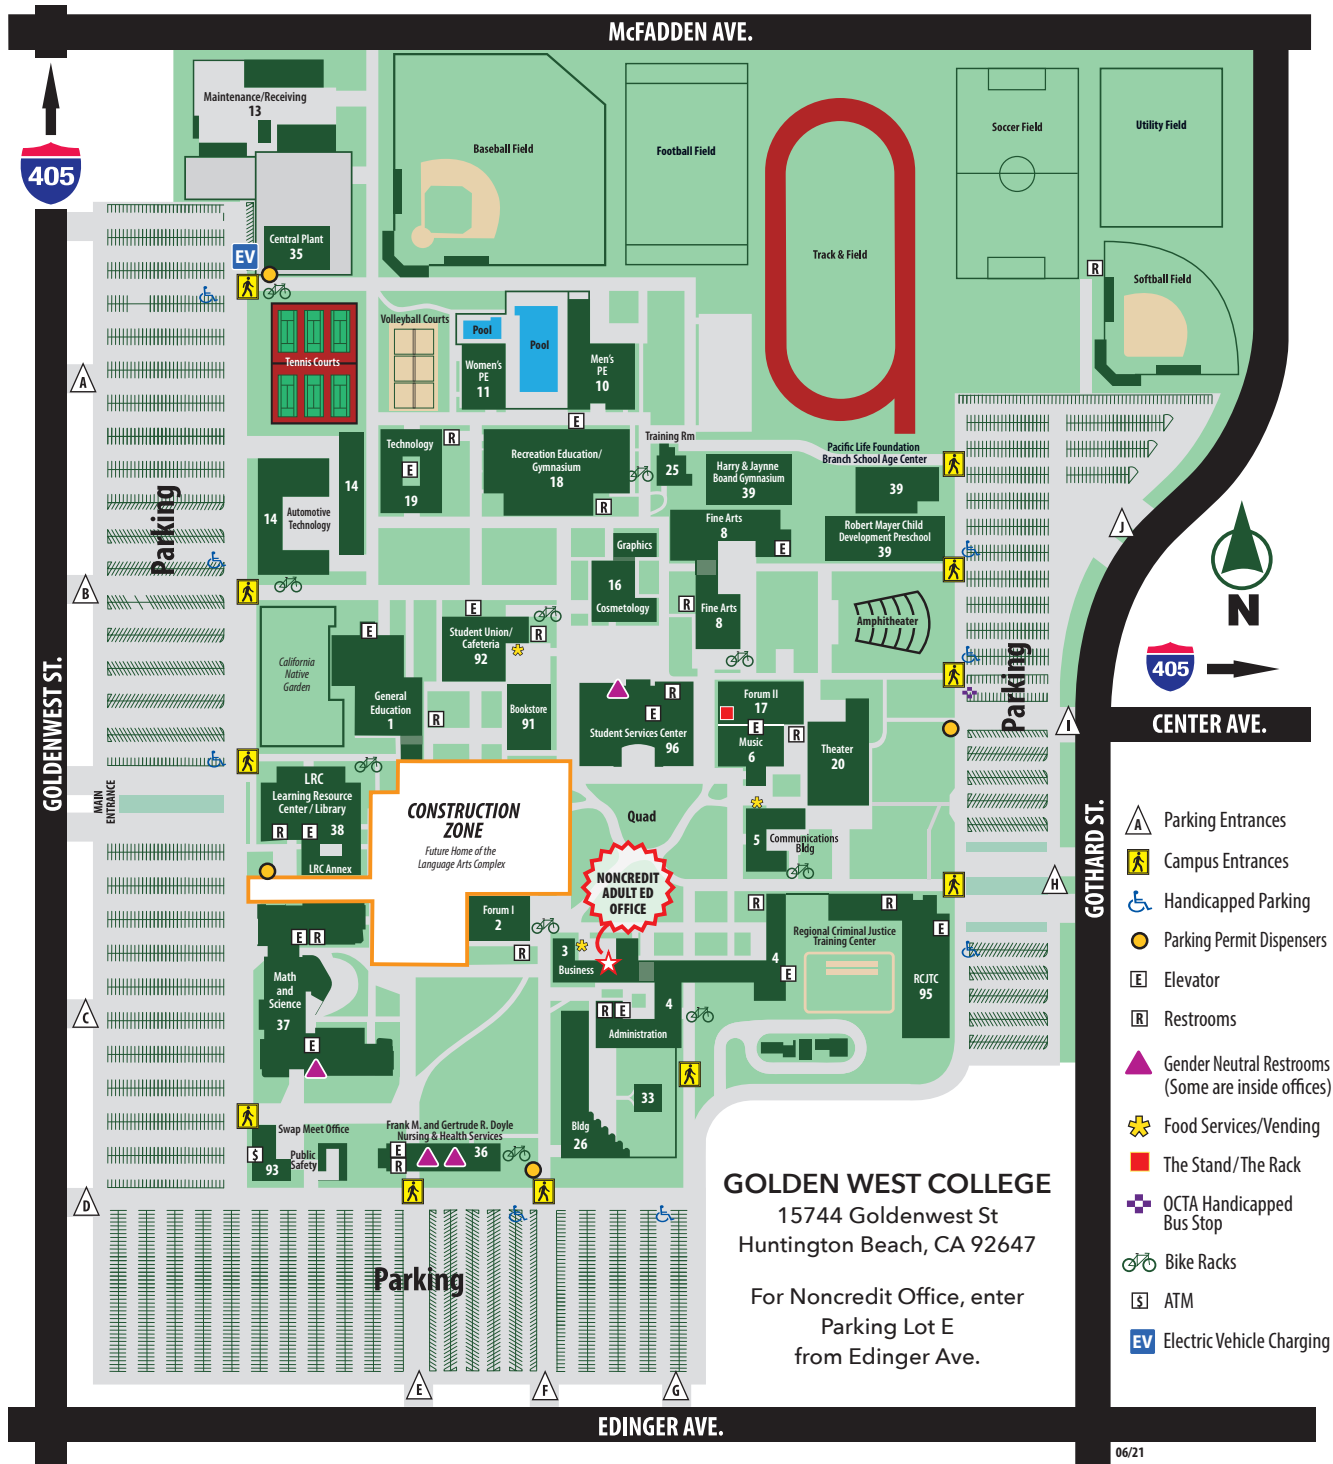 McFADDEN AVE.
405
GOLDENWEST ST.
Maintenance/Receiving
13
Baseball Field
Football Field
Track & Field
Soccer Field
Utility Field
Softball Field
R
Central Plant
35
EV
Tennis Courts
Volleyball Courts
Pool
Pool
Women's
PE
11
Men's
PE
10
A
Parking
14
14
Automotive
Technology
Technology
E
19
R
E
Recreation Education/
Gymnasium
18
R
Training Rm
25
Harry & Jaynne
Boand Gymnasium
39
Pacific Life Foundation
Branch School Age Center
39
Robert Mayer Child
Development Preschool
39
Fine Arts
8
E
Graphics
16
Cosmetology
R
Fine Arts
8
Amphitheater
J
N
405
CENTER AVE.
I
Parking
B
California
Native
Garden
E
General
Education
1
R
E
Student Union/
Cafeteria
92
R
Bookstore
91
R
E
Student Services Center
96
Forum II
17
E
Music
6
R
Theater
20
MAIN
ENTRANCE
LRC
Learning Resource
Center / Library
R
E
38
LRC Annex
CONSTRUCTION
ZONE
Future Home of the
Language Arts Complex
Quad
NONCREDIT
ADULT ED
OFFICE
5
Communications
Bldg
H
GOTHARD ST.
Forum I
2
R
3
Business
R
4
E
R
Regional Criminal Justice
Training Center
E
RCJTC
95
E
R
Math
and
Science
37
E
C
R
E
4
Administration
33
Bldg
26
Swap Meet Office
$
93
Public
Safety
Frank M. and Gertrude R. Doyle
Nursing & Health Services
E
R
36
D
Parking
E
F
G
GOLDEN WEST COLLEGE
15744 Goldenwest St
Huntington Beach, CA 92647
For Noncredit Office, enter
Parking Lot E
from Edinger Ave.
A Parking Entrances
Campus Entrances
Handicapped Parking
Parking Permit Dispensers
E Elevator
R Restrooms
Gender Neutral Restrooms
(Some are inside offices)
Food Services/Vending
The Stand/The Rack
OCTA Handicapped
Bus Stop
Bike Racks
$ ATM
EV Electric Vehicle Charging
EDINGER AVE.
06/21